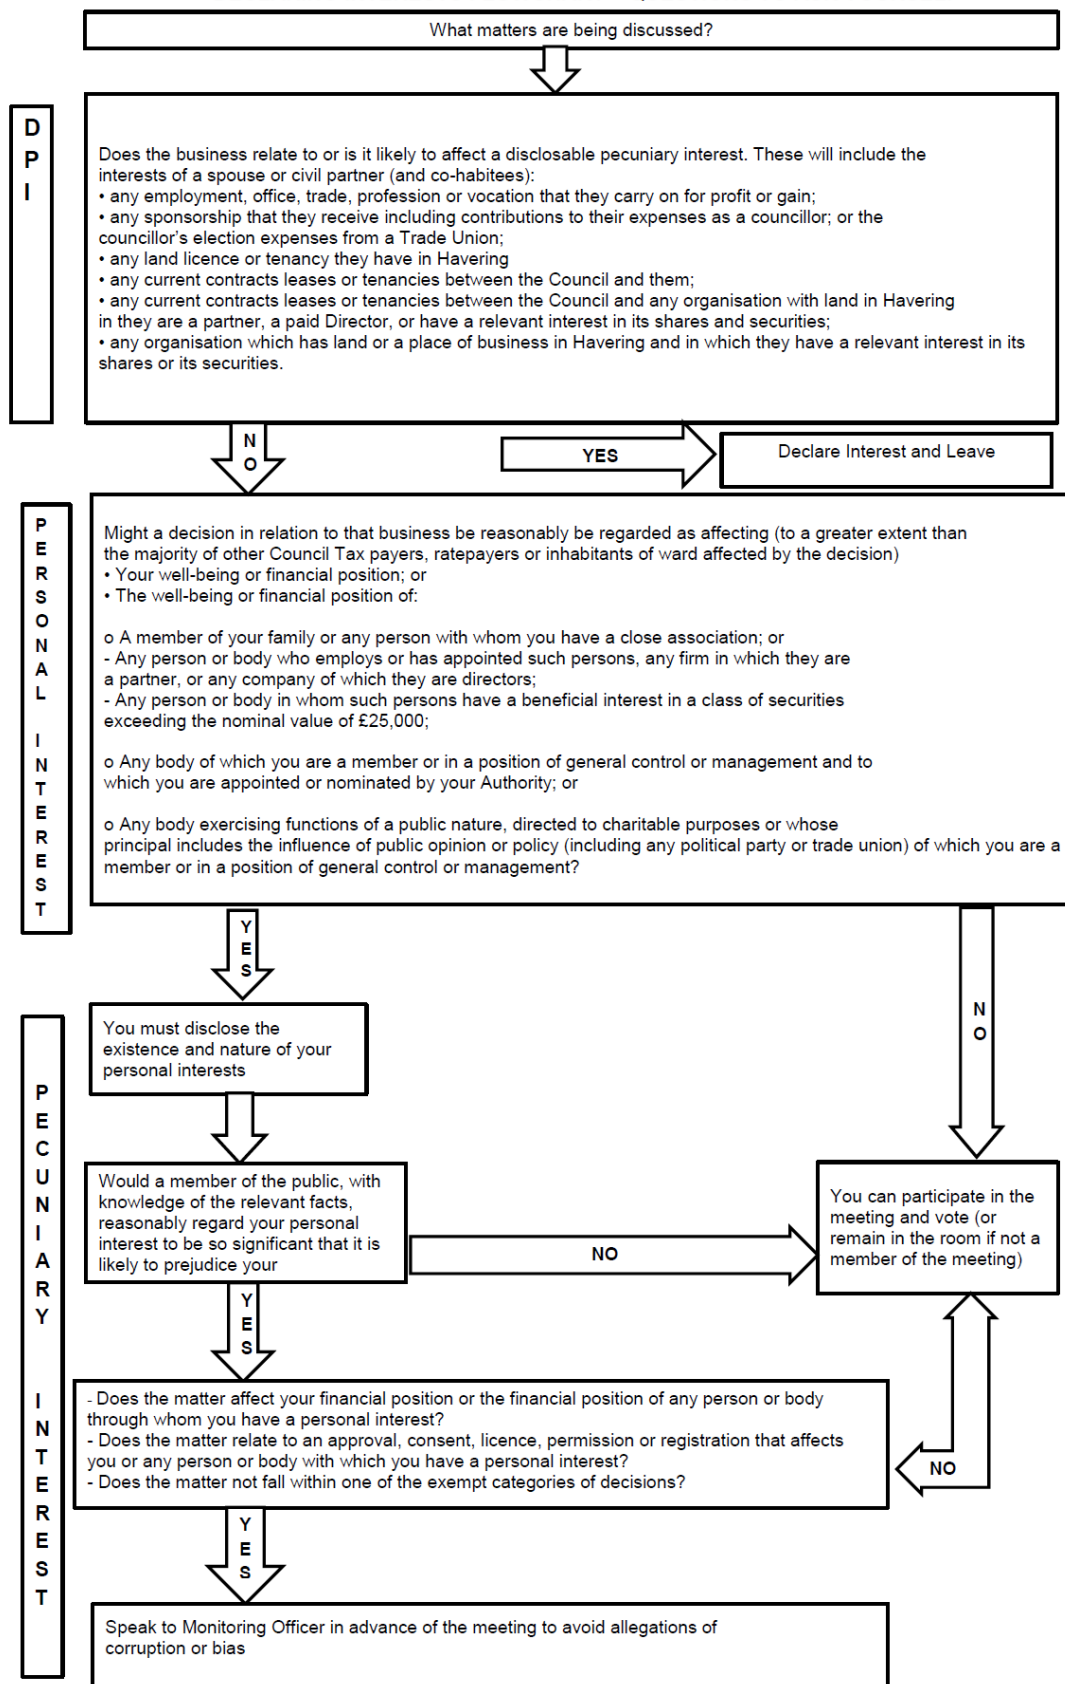 What matters are being discussed?
D
P
I
Does the business relate to or is it likely to affect a disclosable pecuniary interest. These will include the
interests of a spouse or civil partner (and co-habitees):
• any employment, office, trade, profession or vocation that they carry on for profit or gain;
• any sponsorship that they receive including contributions to their expenses as a councillor; or the
councillor's election expenses from a Trade Union;
• any land licence or tenancy they have in Havering
• any current contracts leases or tenancies between the Council and them;
• any current contracts leases or tenancies between the Council and any organisation with land in Havering
in they are a partner, a paid Director, or have a relevant interest in its shares and securities;
• any organisation which has land or a place of business in Havering and in which they have a relevant interest in its
shares or its securities.
N
O
YES
Declare Interest and Leave
P
E
R
S
O
N
A
L
I
N
T
E
R
E
S
T
Might a decision in relation to that business be reasonably be regarded as affecting (to a greater extent than
the majority of other Council Tax payers, ratepayers or inhabitants of ward affected by the decision)
• Your well-being or financial position; or
• The well-being or financial position of:
o A member of your family or any person with whom you have a close association; or
- Any person or body who employs or has appointed such persons, any firm in which they are
a partner, or any company of which they are directors;
- Any person or body in whom such persons have a beneficial interest in a class of securities
exceeding the nominal value of £25,000;
o Any body of which you are a member or in a position of general control or management and to
which you are appointed or nominated by your Authority; or
o Any body exercising functions of a public nature, directed to charitable purposes or whose
principal includes the influence of public opinion or policy (including any political party or trade union) of which you are a
member or in a position of general control or management?
Y
E
S
N
O
P
E
C
U
N
I
A
R
Y
I
N
T
E
R
E
S
T
You must disclose the
existence and nature of your
personal interests
Would a member of the public, with
knowledge of the relevant facts,
reasonably regard your personal
interest to be so significant that it is
likely to prejudice your
NO
You can participate in the
meeting and vote (or
remain in the room if not a
member of the meeting)
Y
E
S
- Does the matter affect your financial position or the financial position of any person or body
through whom you have a personal interest?
- Does the matter relate to an approval, consent, licence, permission or registration that affects
you or any person or body with which you have a personal interest?
- Does the matter not fall within one of the exempt categories of decisions?
NO
Y
E
S
Speak to Monitoring Officer in advance of the meeting to avoid allegations of
corruption or bias